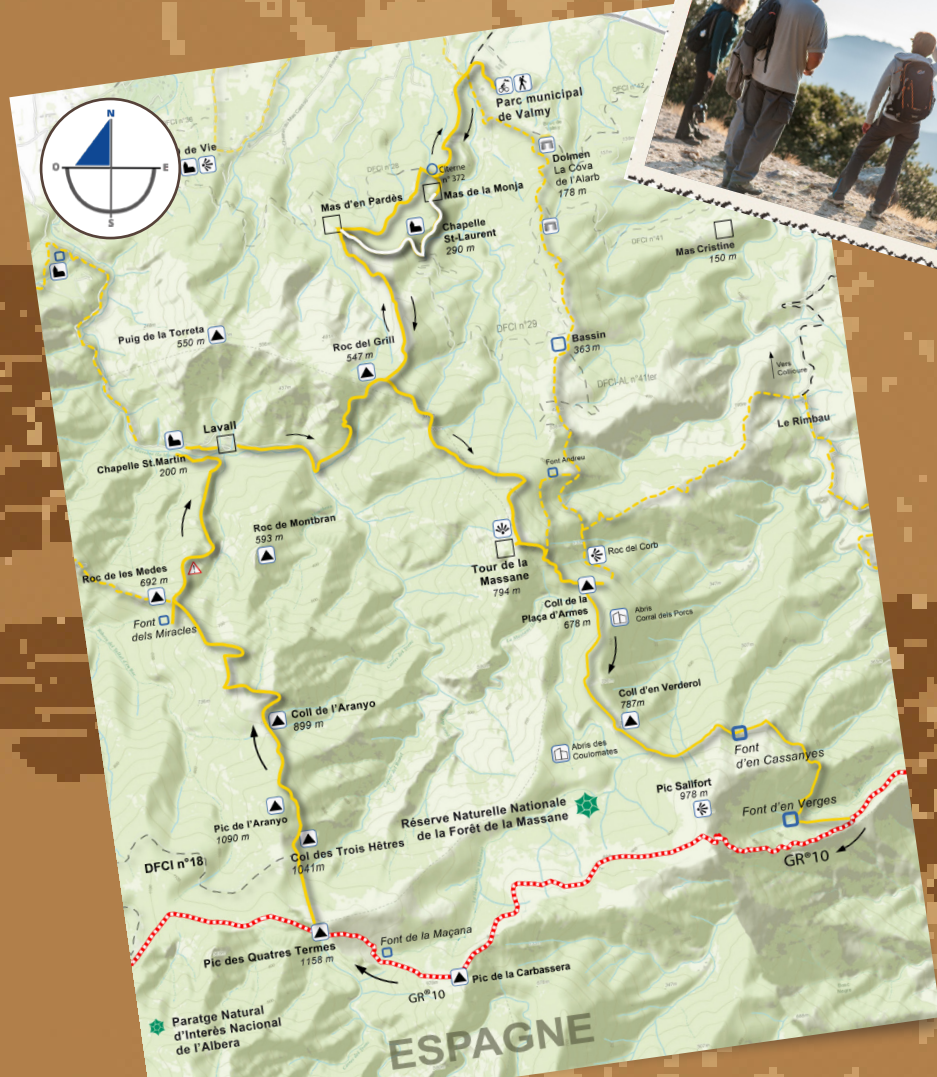 N
O
E
S
de Vie
DFCI n°36
DFCI n°42
Parc municipal
de Valmy
DFCI n°28
Citerne
n° 372
Mas de la Monja
Mas d'en Pardès
Chapelle
St-Laurent
290 m
Dolmen
La Cova
de l'Alarb
178 m
DFCI n°41
Mas Cristine
150 m
Puig de la Torreta
550 m
Roc del Grill
547 m
DFCI n°29
Bassin
363 m
DFCI-AL n°41ter
Vers
Collioure
Le Rimbau
Lavall
Chapelle St.Martin
200 m
Font Andreu
Roc de Montbran
593 m
Tour de la
Massane
794 m
Roc del Corb
Roc de les Medes
692 m
Font
dels Miracles
Coll de la
Plaça d'Armes
678 m
Abris
Corral dels Porcs
Coll de l'Aranyo
899 m
Coll d'en Verderol
787m
Abris des
Couloumates
Font
d'en Cassanyes
Pic Sallfort
978 m
Font d'en Verges
GR®10
Pic de l'Aranyo
1090 m
Réserve Naturelle Nationale
de la Forêt de la Massane
Col des Trois Hêtres
1041m
DFCI n°18
Pic des Quatres Termes
1158 m
Font de la Maçana
Pic de la Carbassera
GR®10
Paratge Natural
d'Interès Nacional
de l'Albera
ESPAGNE